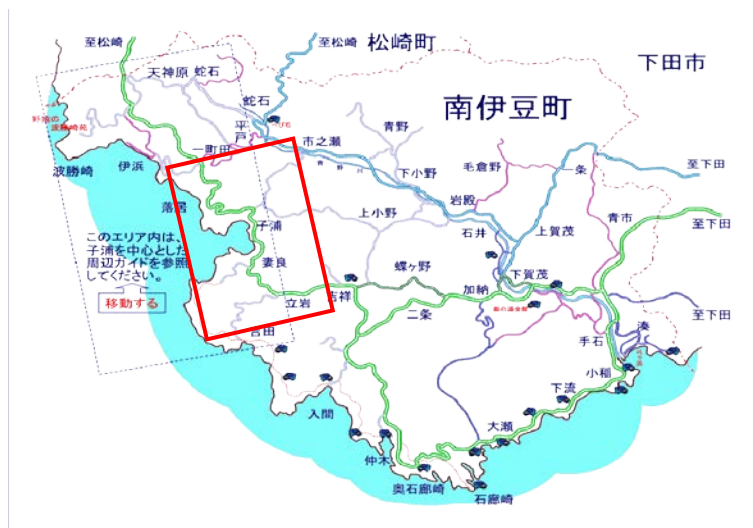 至松崎
至松崎
松崎町
下田市
天神原
蛇石
蛇石
南伊豆町
平戸
青野
一町田
市之瀬
青野川
毛倉野
一条
至下田
波勝崎
伊浜
下小野
岩殿
落居
上小野
青市
子浦
石井
上賀茂
至下田
このエリア内は、
子浦を中心とした
周辺ガイドを参照
してください。
妻良
蝶ヶ野
下賀茂
移動する
立岩
吉祥
加納
二条
湊
至下田
吉田
手石
小稲
下流
入間
大瀬
仲木
奥石廊崎
石廊崎